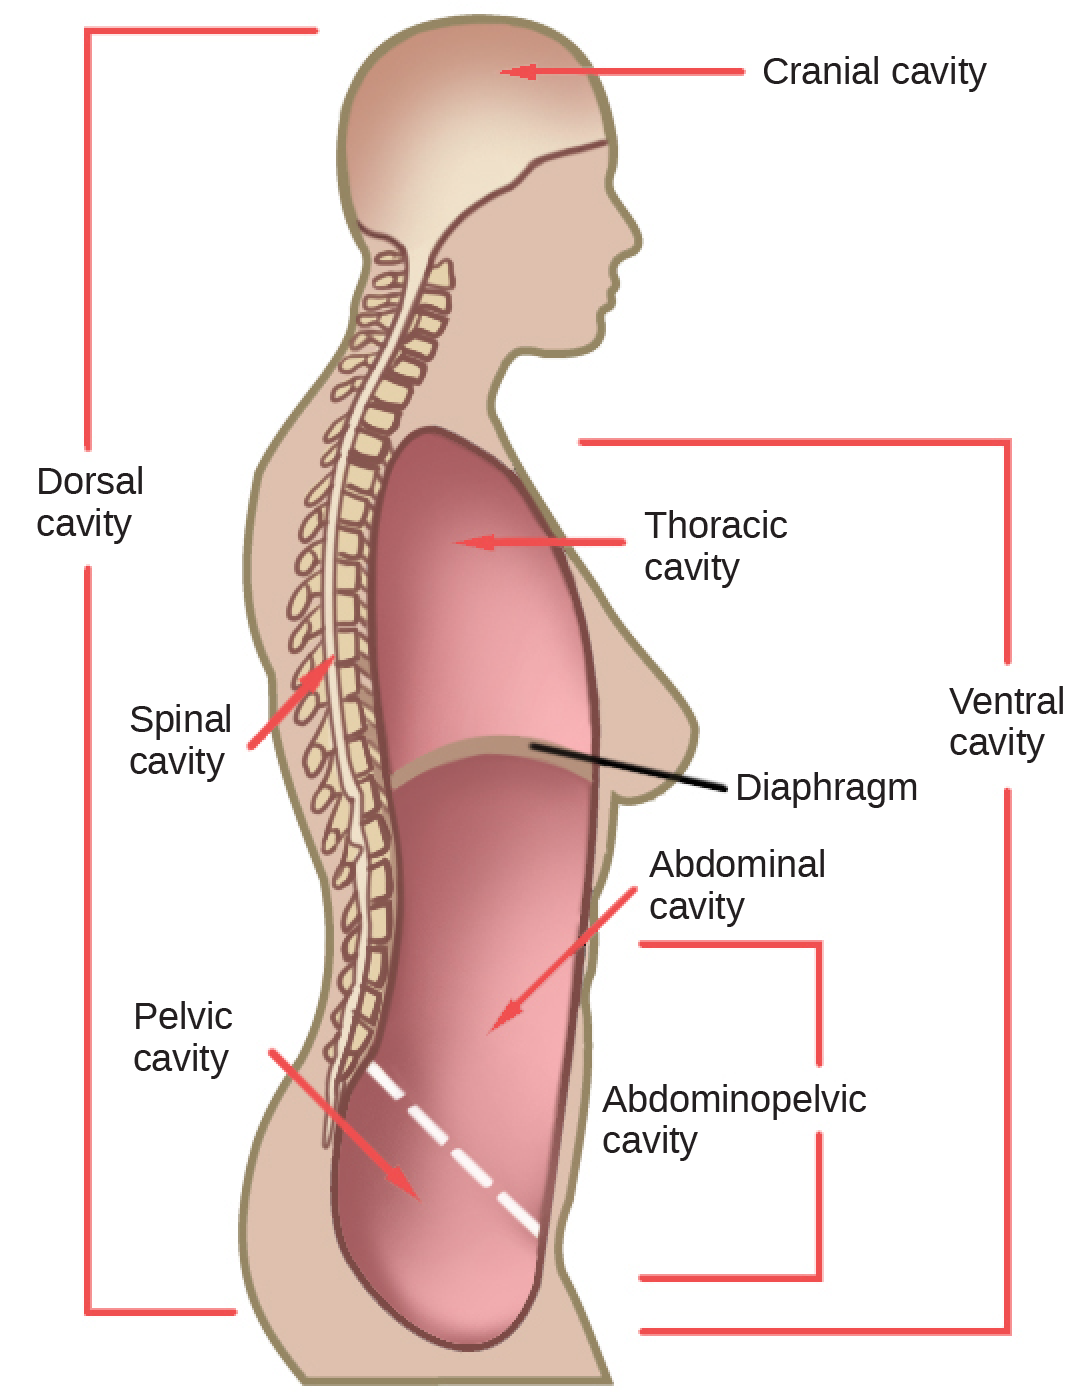 Cranial cavity
Dorsal
cavity
Thoracic
cavity
Spinal
cavity
Ventral
cavity
Diaphragm
Abdominal
cavity
Pelvic
cavity
Abdominopelvic
cavity